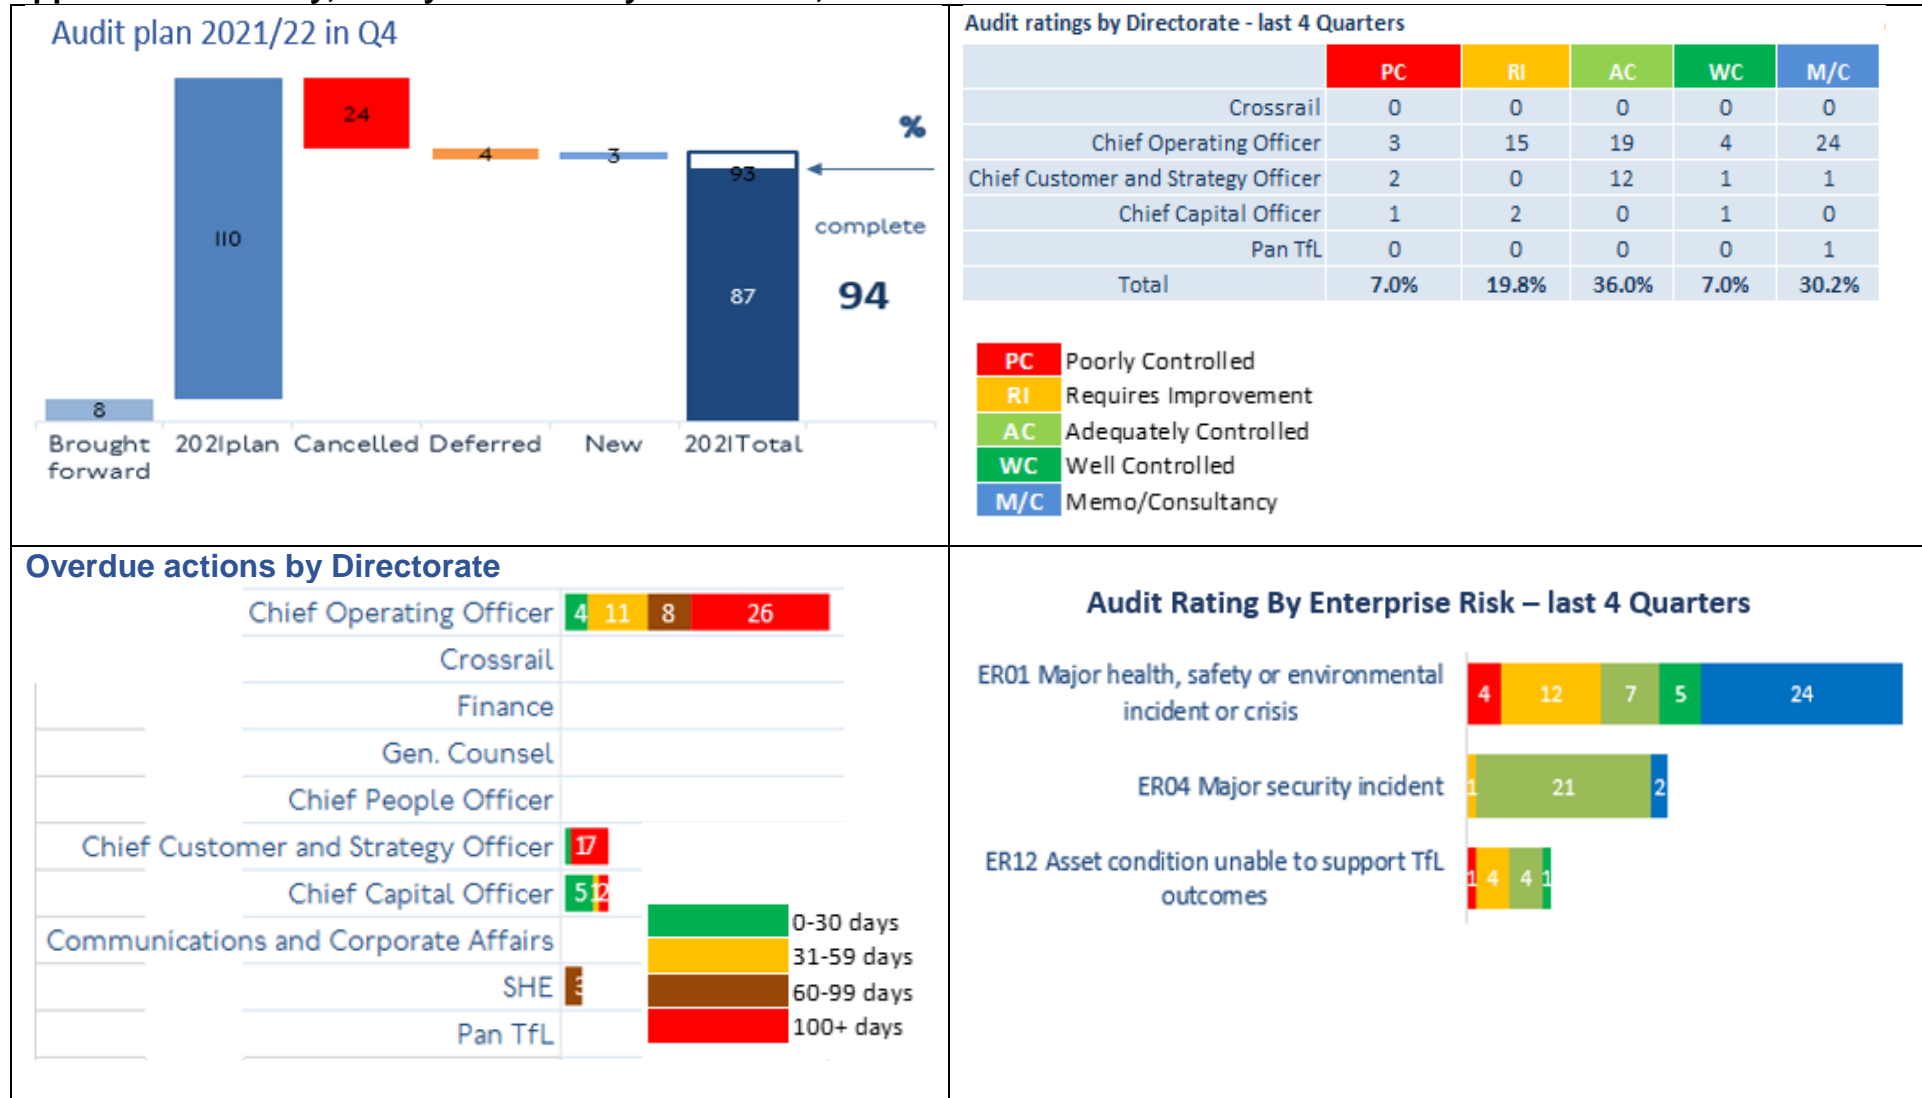 Audit plan 2021/22 in Q4
24
4
3
93
110
87
8
%
complete
94
Brought forward
2021plan
Cancelled
Deferred
New
2021Total
Audit ratings by Directorate - last 4 Quarters
PC RI AC WC M/C
Crossrail 0 0 0 0 0
Chief Operating Officer 3 15 19 4 24
Chief Customer and Strategy Officer 2 0 12 1 1
Chief Capital Officer 1 2 0 1 0
Pan TfL 0 0 0 0 1
Total 7.0% 19.8% 36.0% 7.0% 30.2%
PC Poorly Controlled
RI Requires Improvement
AC Adequately Controlled
WC Well Controlled
M/C Memo/Consultancy
Overdue actions by Directorate
Chief Operating Officer 4 11 8 26
Crossrail
Finance
Gen. Counsel
Chief People Officer
Chief Customer and Strategy Officer 1 7
Chief Capital Officer 5 1 2
Communications and Corporate Affairs
SHE 3
Pan TfL
0-30 days
31-59 days
60-99 days
100+ days
Audit Rating By Enterprise Risk – last 4 Quarters
ER01 Major health, safety or environmental
incident or crisis
4 12 7 5 24
ER04 Major security incident
1 21 2
ER12 Asset condition unable to support TfL
outcomes
1 4 4 1